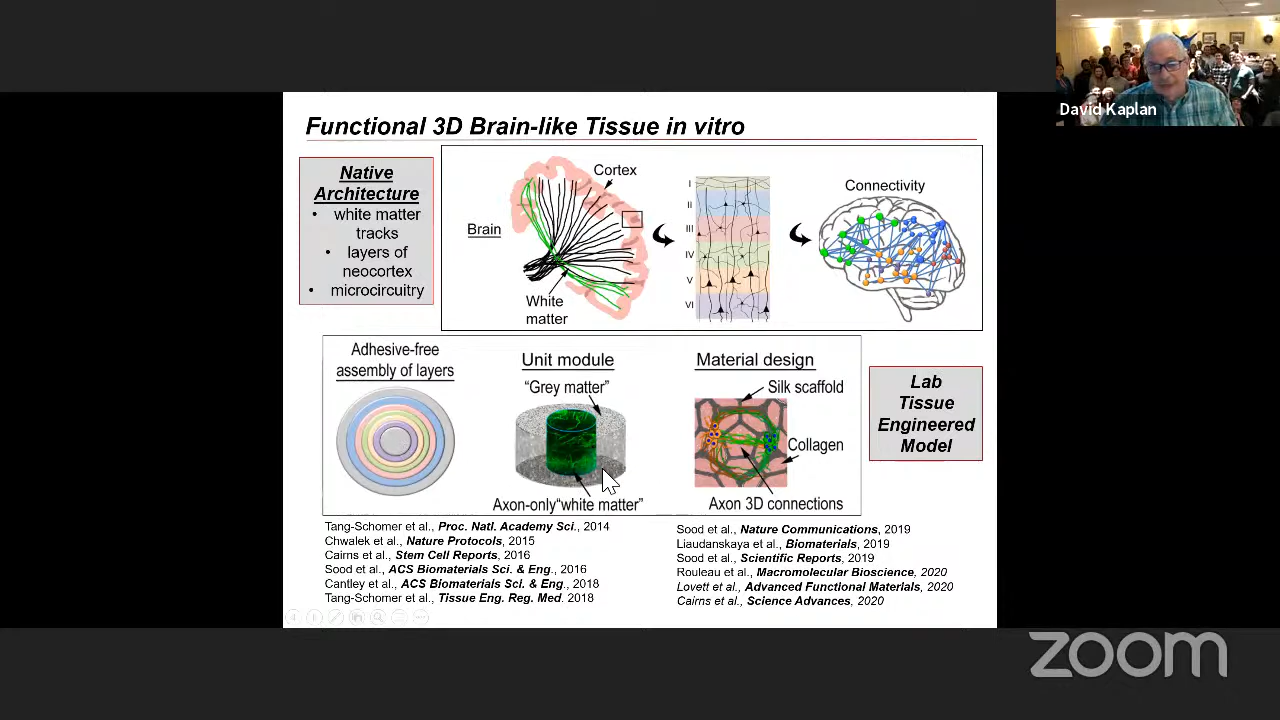 David Kaplan
Functional 3D Brain-like Tissue in vitro
Native
Architecture
• white matter
tracks
• layers of
neocortex
• microcircuitry
Brain
Cortex
White
matter
I
II
III
IV
V
VI
Connectivity
Adhesive-free
assembly of layers
Unit module
"Grey matter"
Axon-only"white matter"
Material design
Silk scaffold
Collagen
Axon 3D connections
Lab
Tissue
Engineered
Model
Tang-Schomer et al., Proc. Natl. Academy Sci., 2014
Chwalek et al., Nature Protocols, 2015
Cairns et al., Stem Cell Reports, 2016
Sood et al., ACS Biomaterials Sci. & Eng., 2016
Cantley et al., ACS Biomaterials Sci. & Eng., 2018
Tang-Schomer et al., Tissue Eng. Reg. Med. 2018
Sood et al., Nature Communications, 2019
Liaudanskaya et al., Biomaterials, 2019
Sood et al., Scientific Reports, 2019
Rouleau et al., Macromolecular Bioscience, 2020
Lovett et al., Advanced Functional Materials, 2020
Cairns et al., Science Advances, 2020
zoom